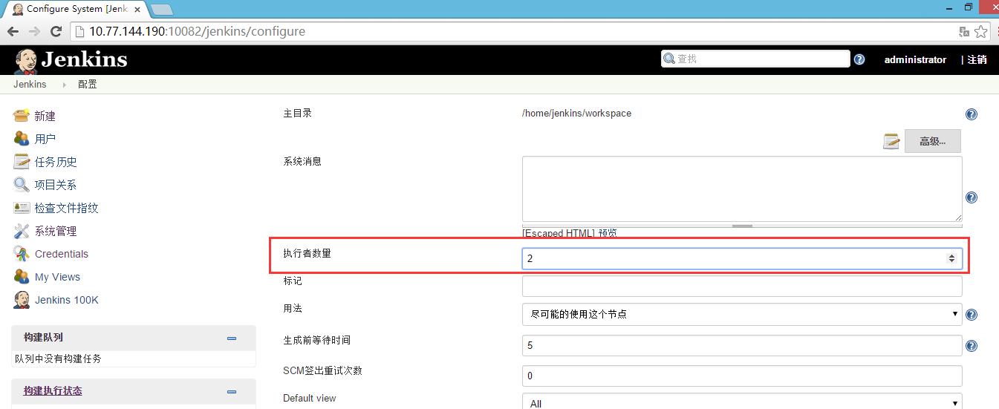 Configure System [Jenk
10.77.144.190:10082/jenkins/configure
Jenkins
查找
administrator
| 注销
Jenkins
配置
新建
用户
任务历史
项目关系
检查文件指纹
系统管理
Credentials
My Views
Jenkins 100K
构建队列
队列中没有构建任务
构建执行状态
主目录
/home/jenkins/workspace
高级...
系统消息
[Escaped HTML] 预览
执行者数量
2
标记
用法
尽可能的使用这个节点
生成前等待时间
5
SCM签出重试次数
0
Default view
All